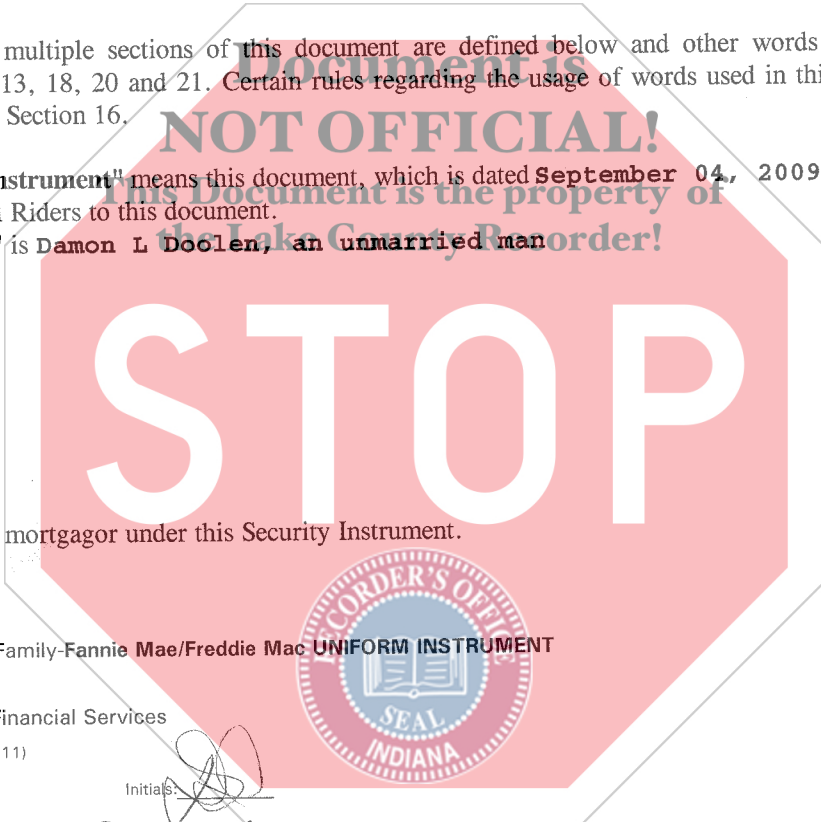 multiple sections of this document are defined below and other words
Document is
13, 18, 20 and 21. Certain rules regarding the usage of words used in thi
Section 16.
NOT OFFICIAL!
nstrument" means this document, which is dated September 04, 2009
This Document is the property of
Riders to this document.
the Lake County Recorder!
" is Damon L Doolen, an unmarried man
STOP
mortgagor under this Security Instrument.
RECORDER'S OFFICE
Family-Fannie Mae/Freddie Mac UNIFORM INSTRUMENT
SEAL
INDIANA
Financial Services
11)
Initials: